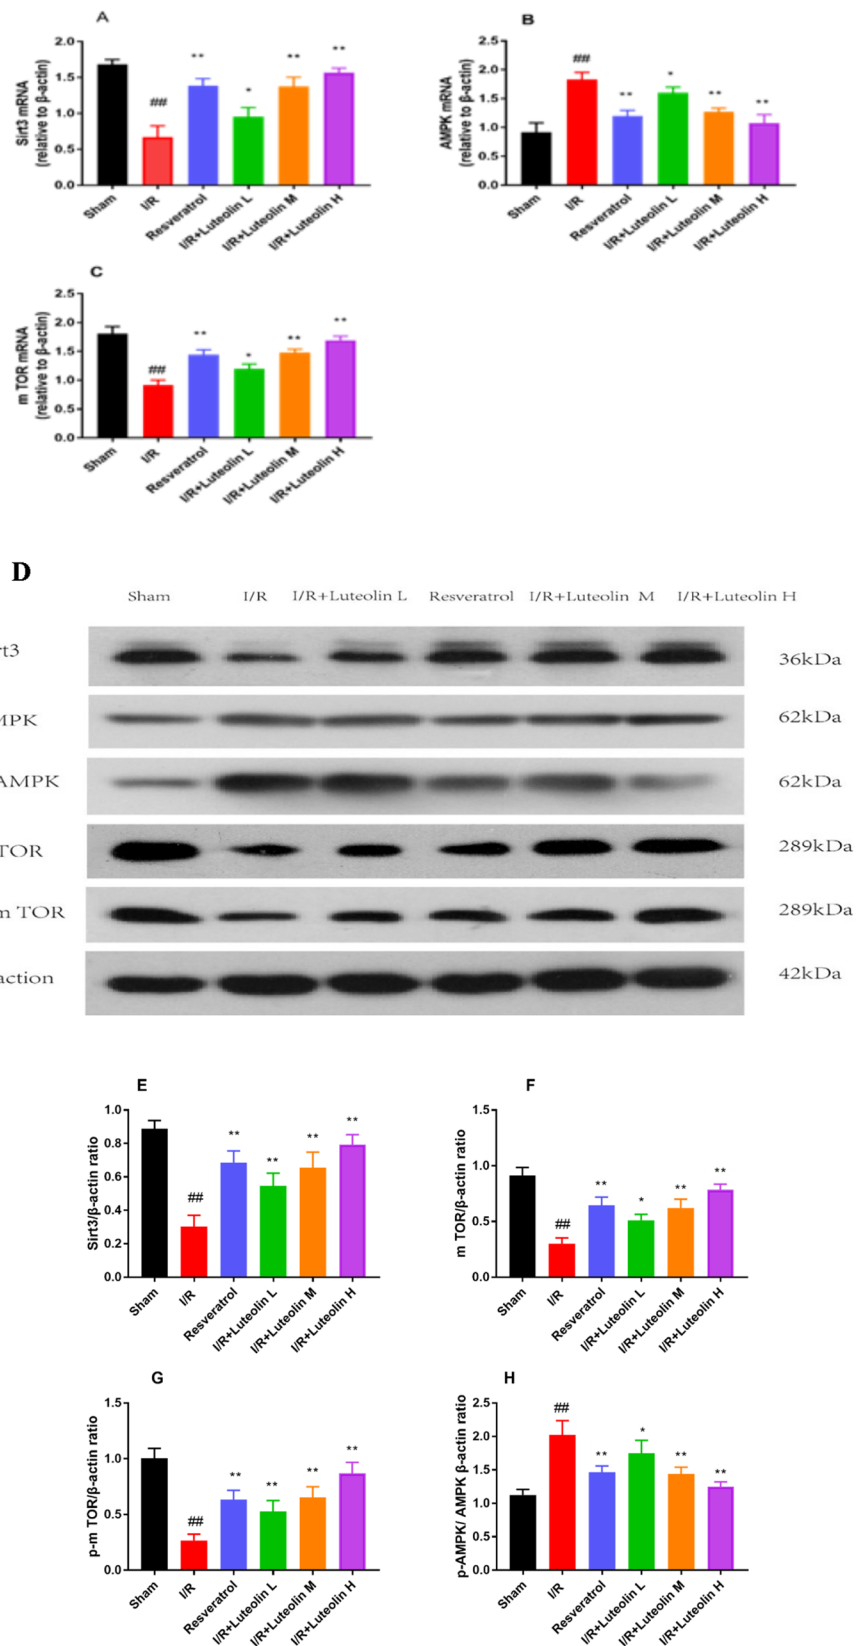 A
Sirt3 mRNA
(relative to β-actin)
2.0
1.5
1.0
0.5
0.0
##
**
*
**
**
Sham
I/R
Resveratrol
I/R+Luteolin L
I/R+Luteolin M
I/R+Luteolin H
B
AMPK mRNA
(relative to β-actin)
2.5
2.0
1.5
1.0
0.5
0.0
##
**
*
**
**
Sham
I/R
Resveratrol
I/R+Luteolin L
I/R+Luteolin M
I/R+Luteolin H
C
m TOR mRNA
(relative to β-actin)
2.5
2.0
1.5
1.0
0.5
0.0
##
**
*
**
**
Sham
I/R
Resveratrol
I/R+Luteolin L
I/R+Luteolin M
I/R+Luteolin H
D
Sham I/R I/R+Luteolin L Resveratrol I/R+Luteolin M I/R+Luteolin H
rt3 36kDa
MPK 62kDa
AMPK 62kDa
TOR 289kDa
m TOR 289kDa
action 42kDa
E
Sirt3/β-actin ratio
1.0
0.8
0.6
0.4
0.2
0.0
##
**
**
**
**
Sham
I/R
Resveratrol
I/R+Luteolin L
I/R+Luteolin M
I/R+Luteolin H
F
m TOR/β-actin ratio
1.5
1.0
0.5
0.0
##
**
*
**
**
Sham
I/R
Resveratrol
I/R+Luteolin L
I/R+Luteolin M
I/R+Luteolin H
G
p-m TOR/β-actin ratio
1.5
1.0
0.5
0.0
##
**
**
**
**
Sham
I/R
Resveratrol
I/R+Luteolin L
I/R+Luteolin M
I/R+Luteolin H
H
p-AMPK/ AMPK β-actin ratio
2.5
2.0
1.5
1.0
0.5
0.0
##
**
*
**
**
Sham
I/R
Resveratrol
I/R+Luteolin L
I/R+Luteolin M
I/R+Luteolin H